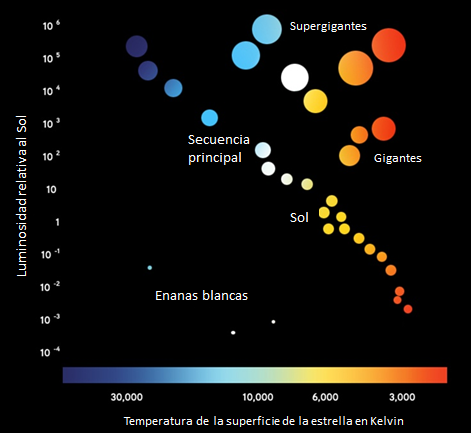 10⁶
Supergigantes
10⁵
10⁴
10³
Secuencia
principal
Gigantes
10²
10
Sol
1
10⁻¹
Enanas blancas
10⁻²
10⁻³
10⁻⁴
Luminosidad relativa al Sol
30,000 10,000 6,000 3,000
Temperatura de la superficie de la estrella en Kelvin